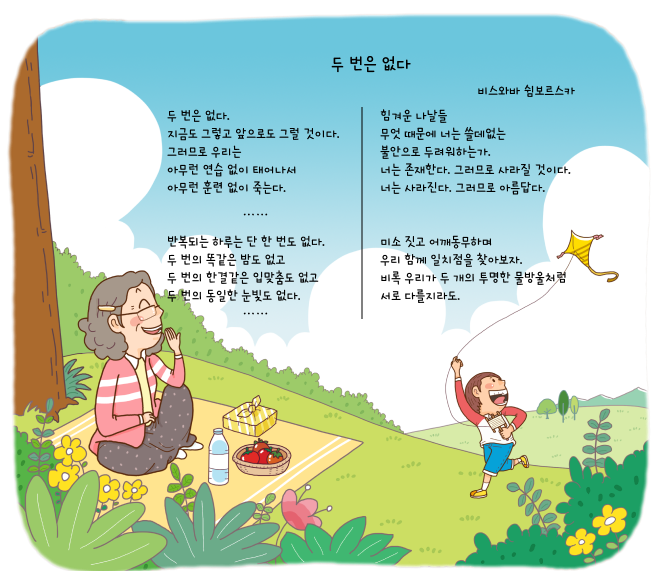 두 번은 없다
비스와바 쉼보르스카
두 번은 없다.
지금도 그렇고 앞으로도 그럴 것이다.
그러므로 우리는
아무런 연습 없이 태어나서
아무런 훈련 없이 죽는다.
……
반복되는 하루는 단 한 번도 없다.
두 번의 똑같은 밤도 없고
두 번의 한결같은 입맞춤도 없고
두 번의 동일한 눈빛도 없다.
……
힘겨운 나날들
무엇 때문에 너는 쓸데없는
불안으로 두려워하는가.
너는 존재한다. 그러므로 사라질 것이다.
너는 사라진다. 그러므로 아름답다.
미소 짓고 어깨동무하며
우리 함께 일치점을 찾아보자.
비록 우리가 두 개의 투명한 물방울처럼
서로 다를지라도.